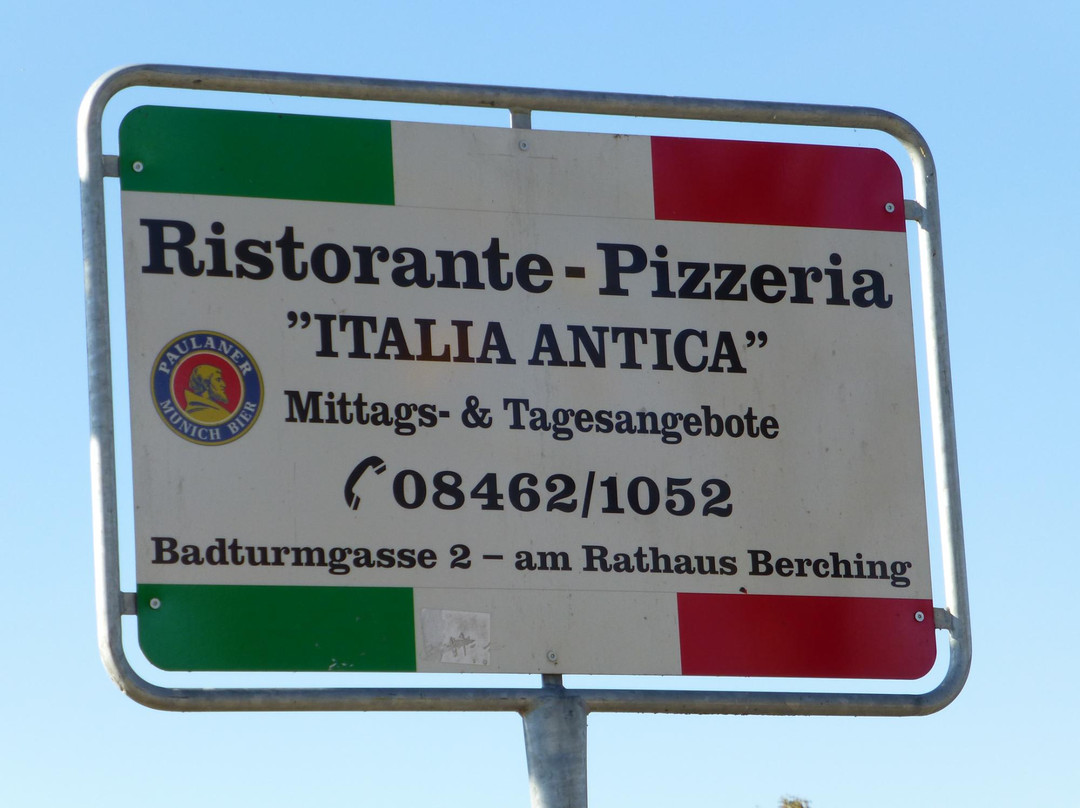 Ristorante - Pizzeria
"ITALIA ANTICA"
PAULANER
MUNICH BIER
Mittags- & Tagesangebote
08462/1052
Badturmgasse 2 – am Rathaus Berching